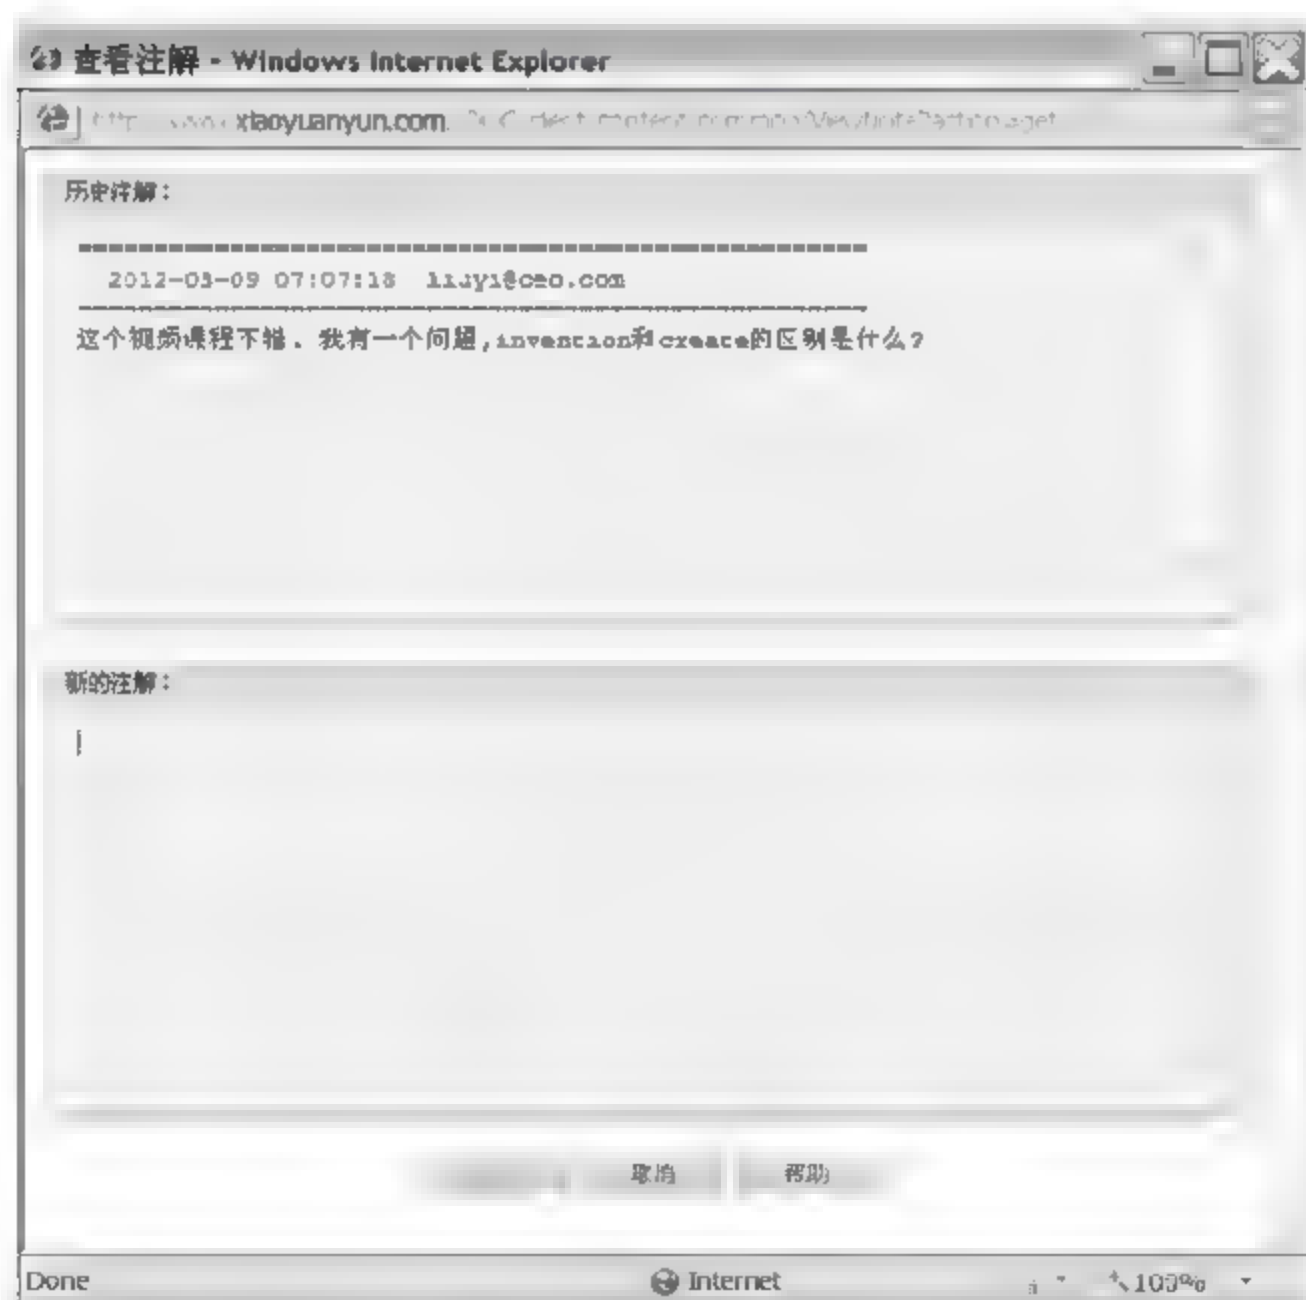 查看注解 - Windows Internet Explorer
xiaoyuanyun.com
历史注解：
2012-03-09 07:07:18
这个视频课程不错．我有一个问题,invention和create的区别是什么?
新的注解：
取消 帮助
Done Internet 100%